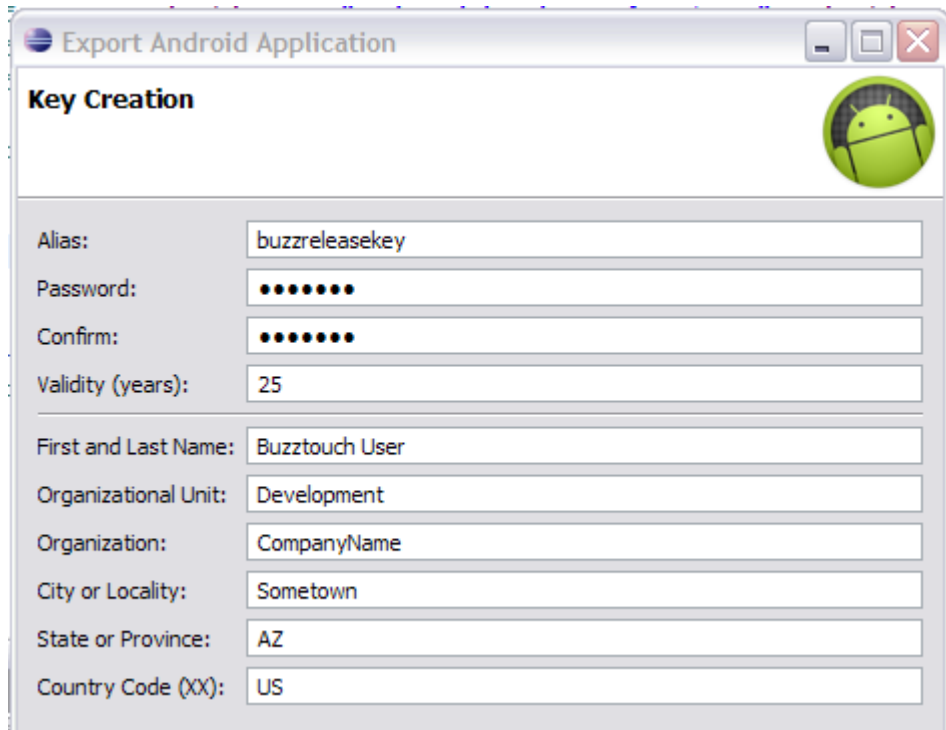 Export Android Application
Key Creation
Alias: buzzreleasekey
Password: •••••••
Confirm: •••••••
Validity (years): 25
First and Last Name: Buzztouch User
Organizational Unit: Development
Organization: CompanyName
City or Locality: Sometown
State or Province: AZ
Country Code (XX): US